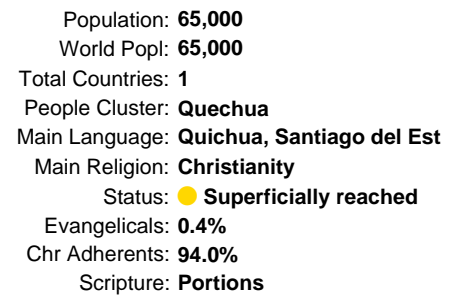 Population: 65,000
World Popl: 65,000
Total Countries: 1
People Cluster: Quechua
Main Language: Quichua, Santiago del Est
Main Religion: Christianity
Status: Superficially reached
Evangelicals: 0.4%
Chr Adherents: 94.0%
Scripture: Portions